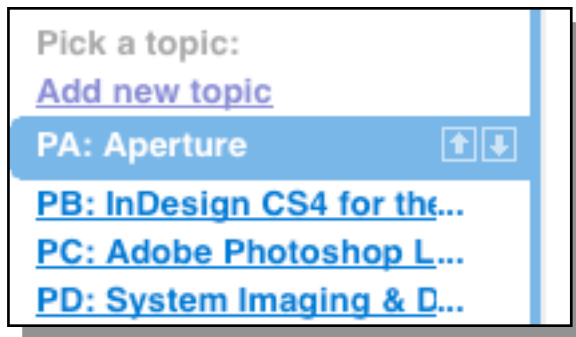 Pick a topic:
Add new topic
PA: Aperture
PB: InDesign CS4 for the...
PC: Adobe Photoshop L...
PD: System Imaging & D...